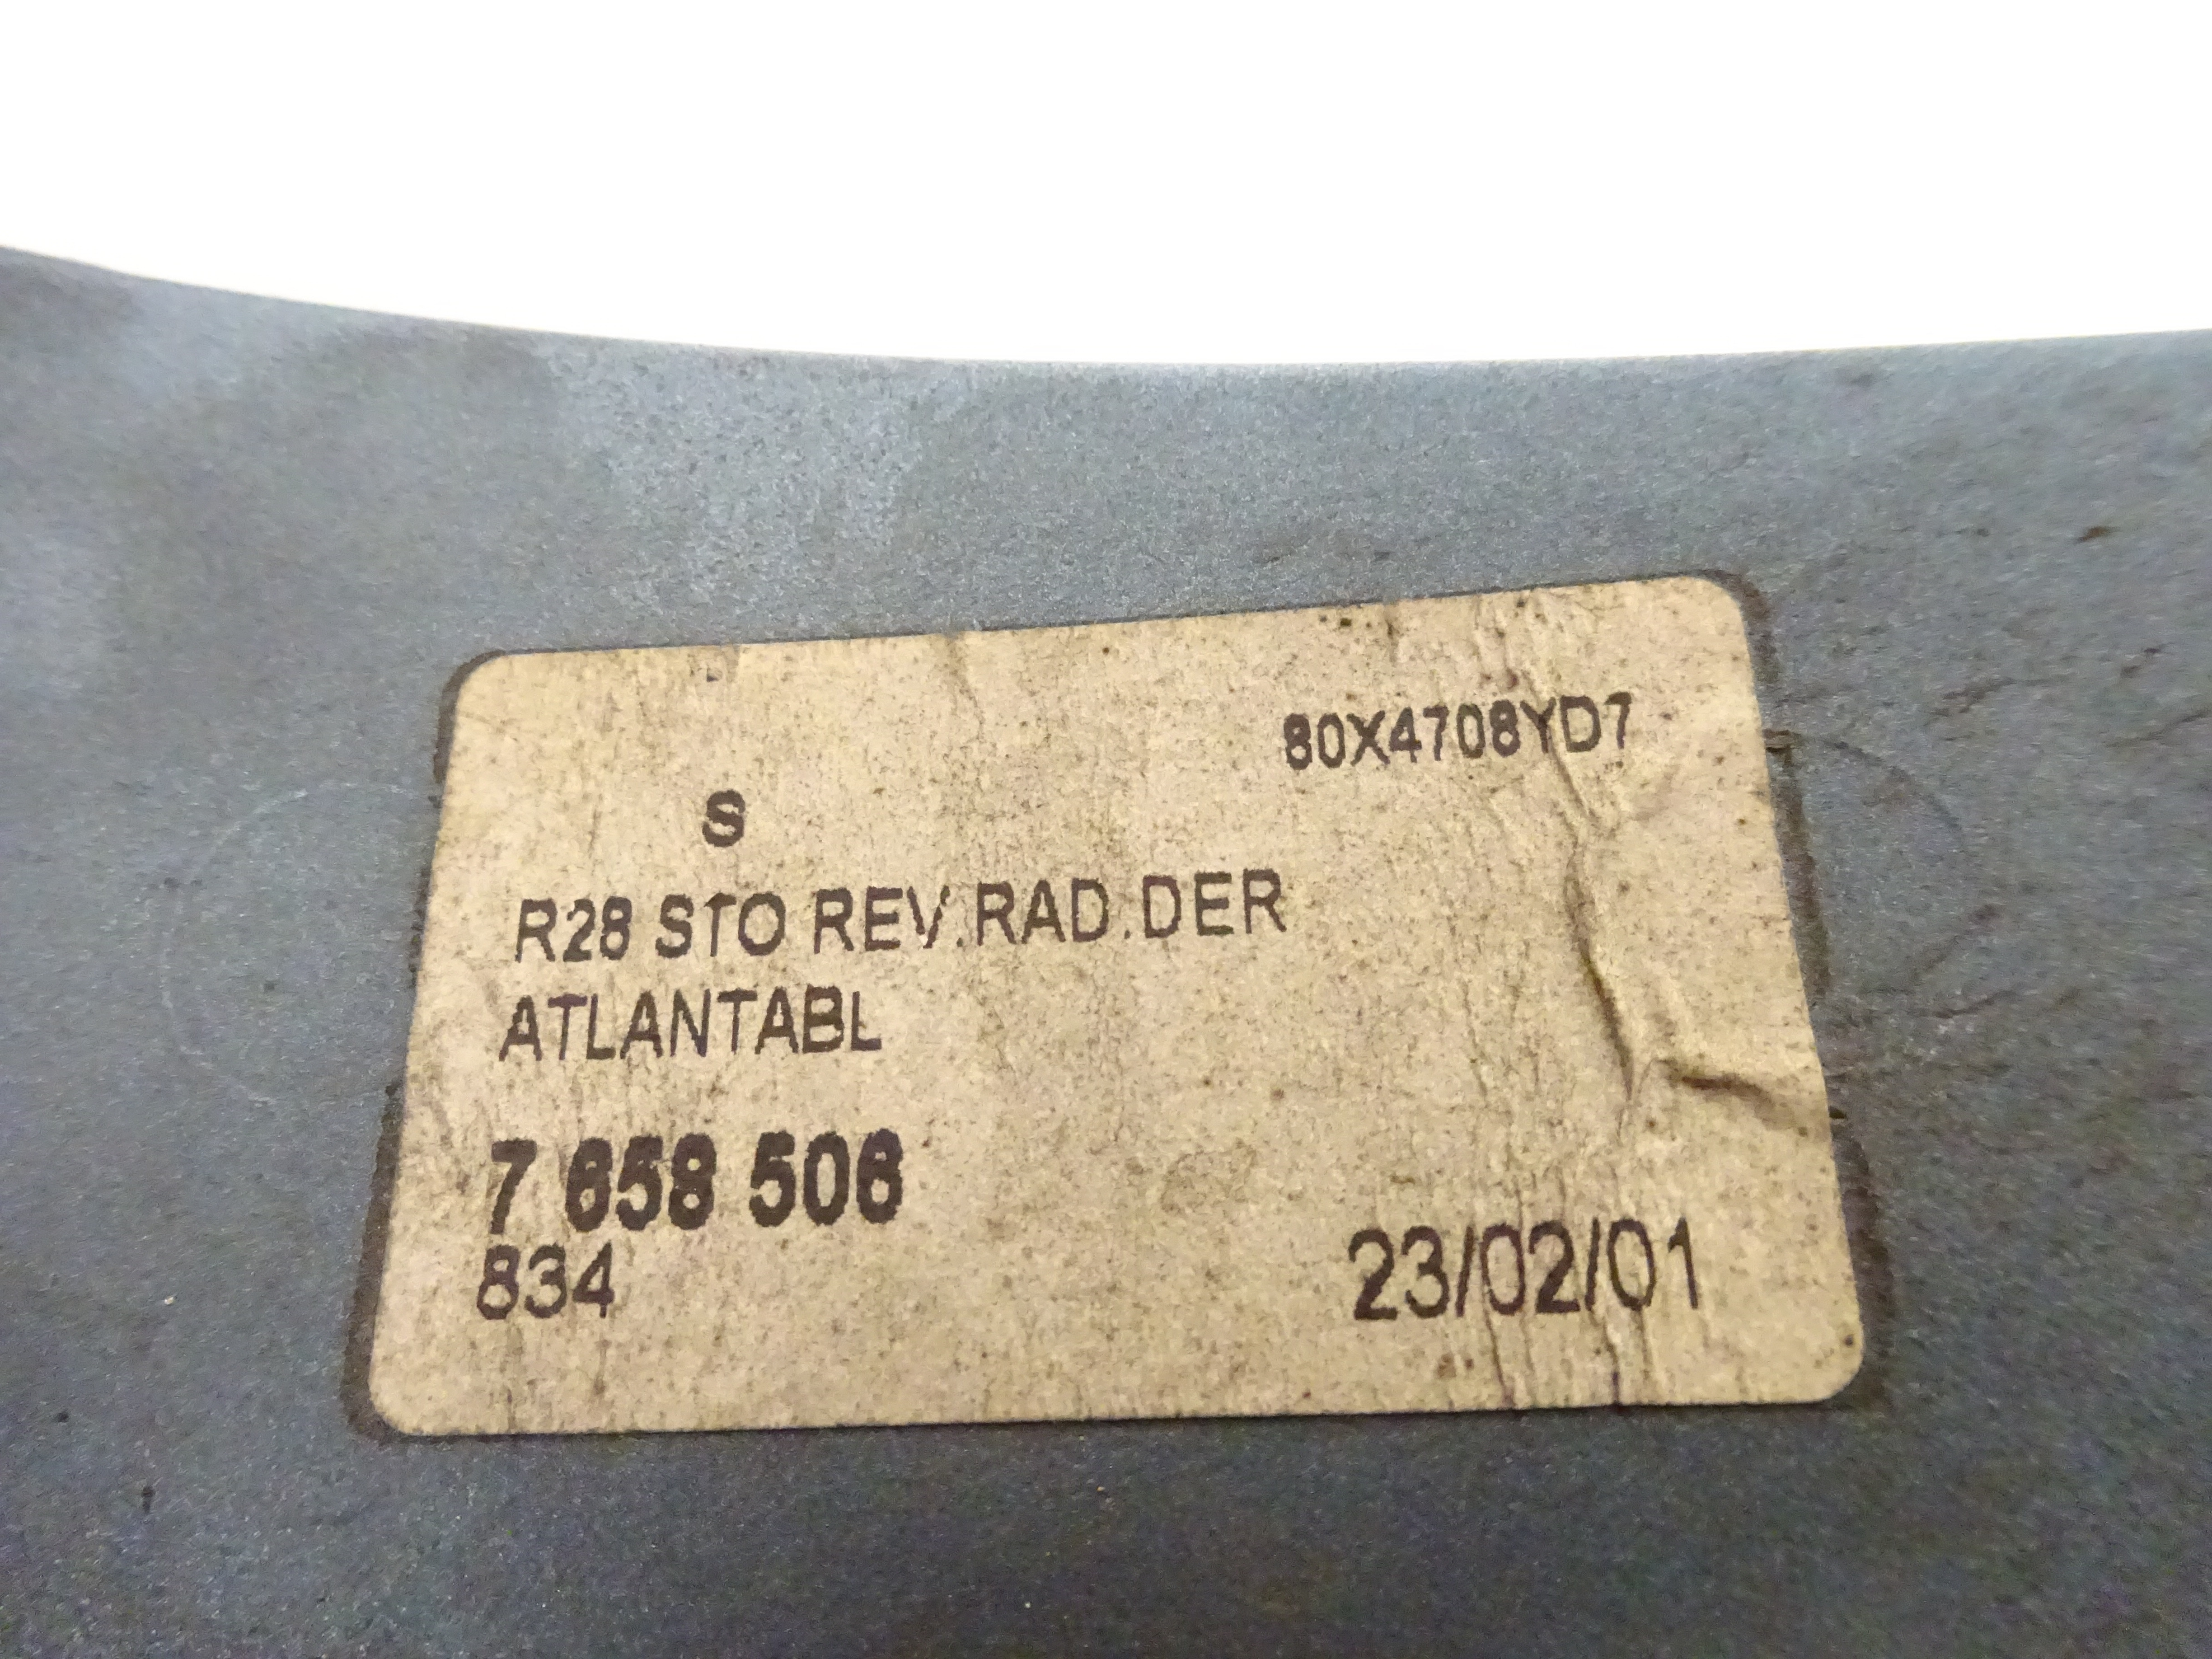 80X4708YD7
S
R28 STO REV.RAD.DER
ATLANTABL
7 658 506
834 23/02/01